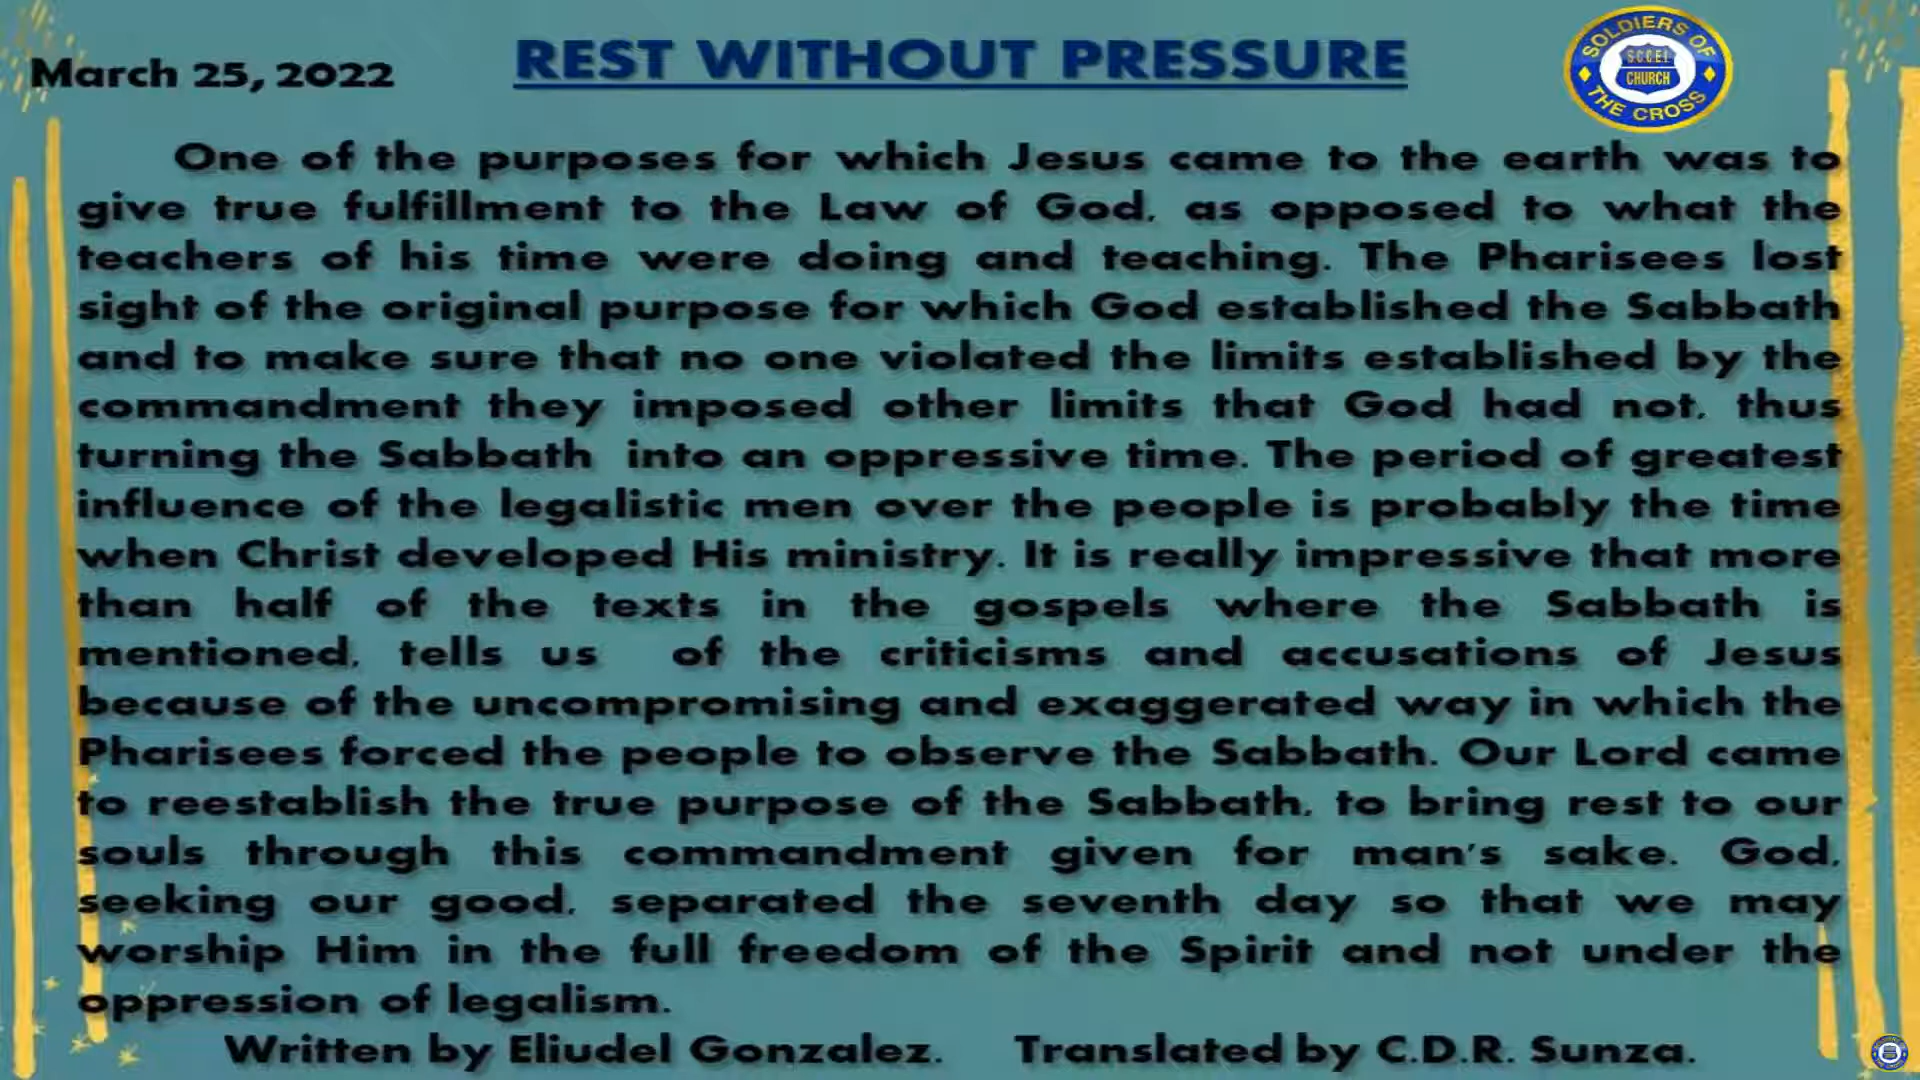 March 25, 2022
REST WITHOUT PRESSURE
SOLDIERS OF
S.C.C.E.I.
CHURCH
THE CROSS
One of the purposes for which Jesus came to the earth was to
give true fulfillment to the Law of God, as opposed to what the
teachers of his time were doing and teaching. The Pharisees lost
sight of the original purpose for which God established the Sabbath
and to make sure that no one violated the limits established by the
commandment they imposed other limits that God had not, thus
turning the Sabbath into an oppressive time. The period of greatest
influence of the legalistic men over the people is probably the time
when Christ developed His ministry. It is really impressive that more
than half of the texts in the gospels where the Sabbath is
mentioned, tells us of the criticisms and accusations of Jesus
because of the uncompromising and exaggerated way in which the
Pharisees forced the people to observe the Sabbath. Our Lord came
to reestablish the true purpose of the Sabbath, to bring rest to our
souls through this commandment given for man's sake. God,
seeking our good, separated the seventh day so that we may
worship Him in the full freedom of the Spirit and not under the
oppression of legalism.
Written by Eliudel Gonzalez. Translated by C.D.R. Sunza.